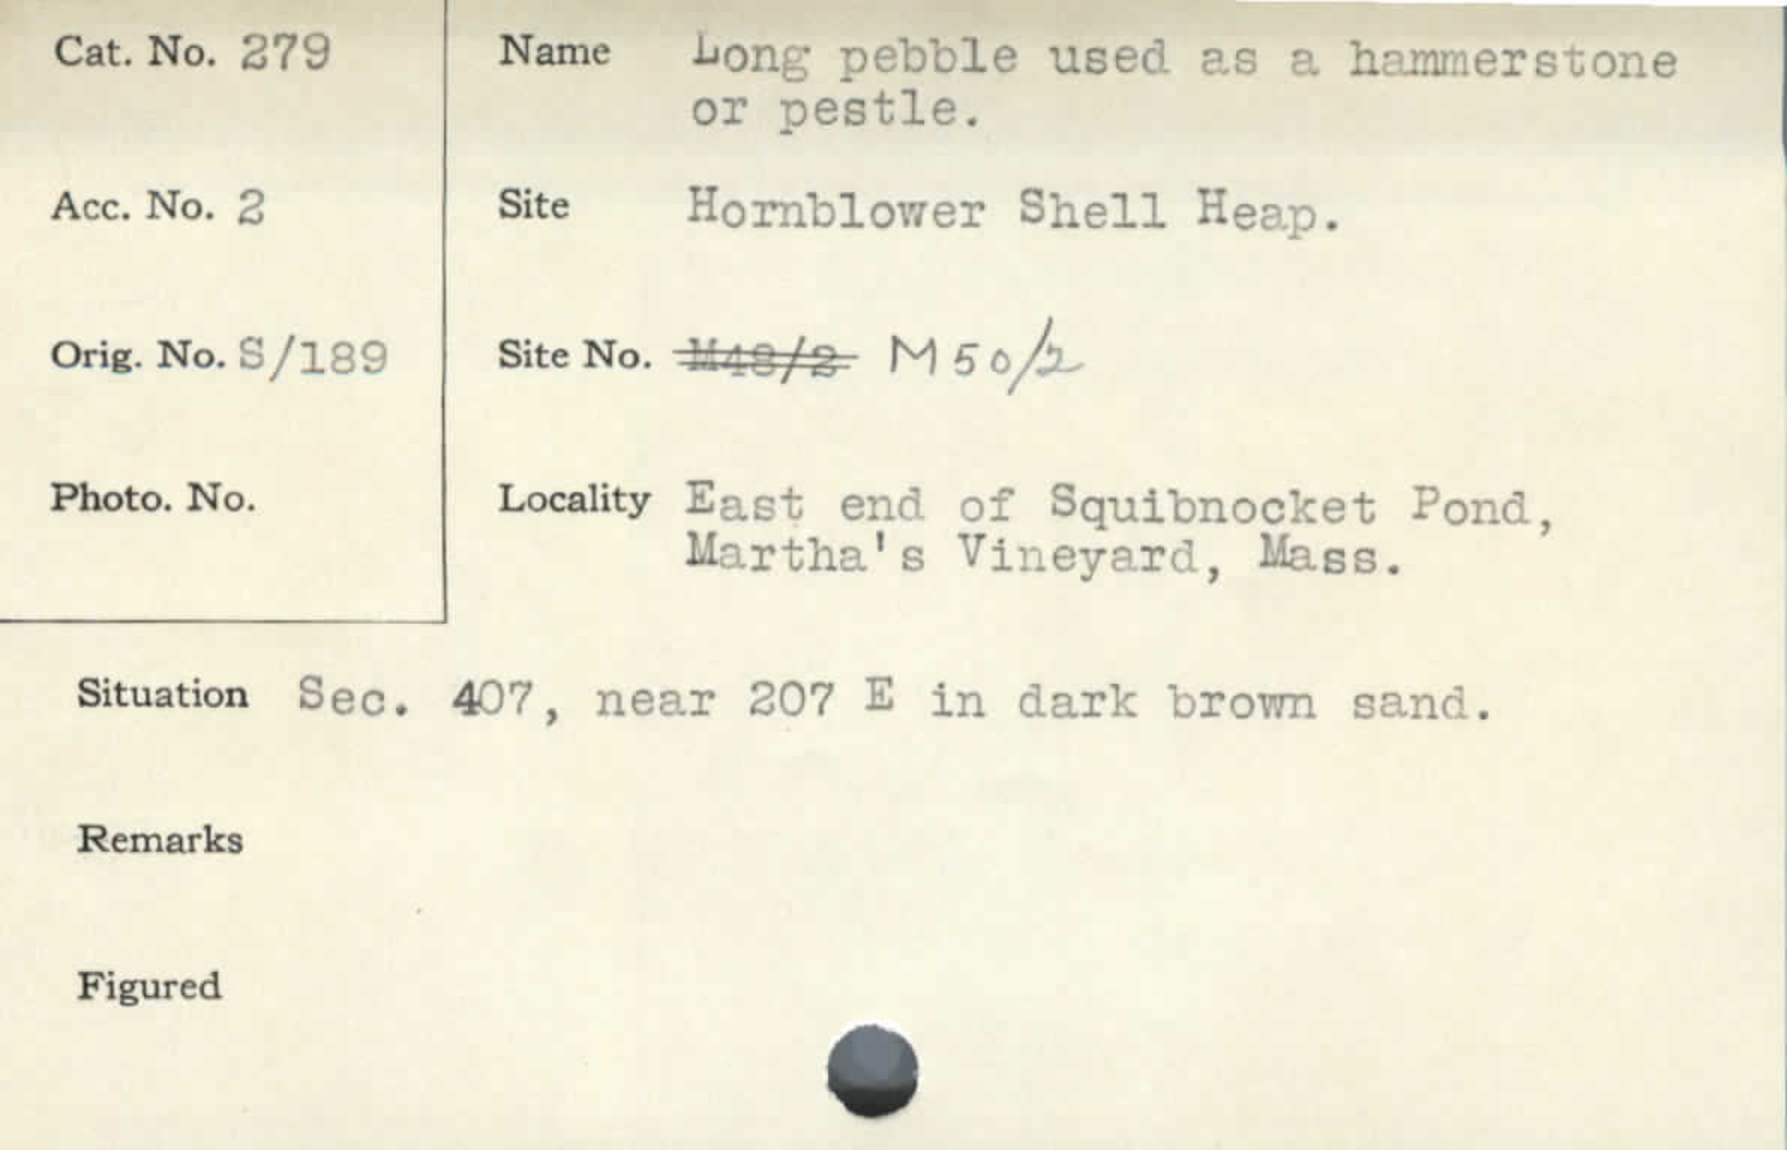 Cat. No. 279
Name Long pebble used as a hammerstone
or pestle.
Acc. No. 2
Site Hornblower Shell Heap.
Orig. No. S/189
Site No. M48/2 M50/2
Photo. No.
Locality East end of Squibnocket Pond,
Martha's Vineyard, Mass.
Situation Sec. 407, near 207 E in dark brown sand.
Remarks
Figured